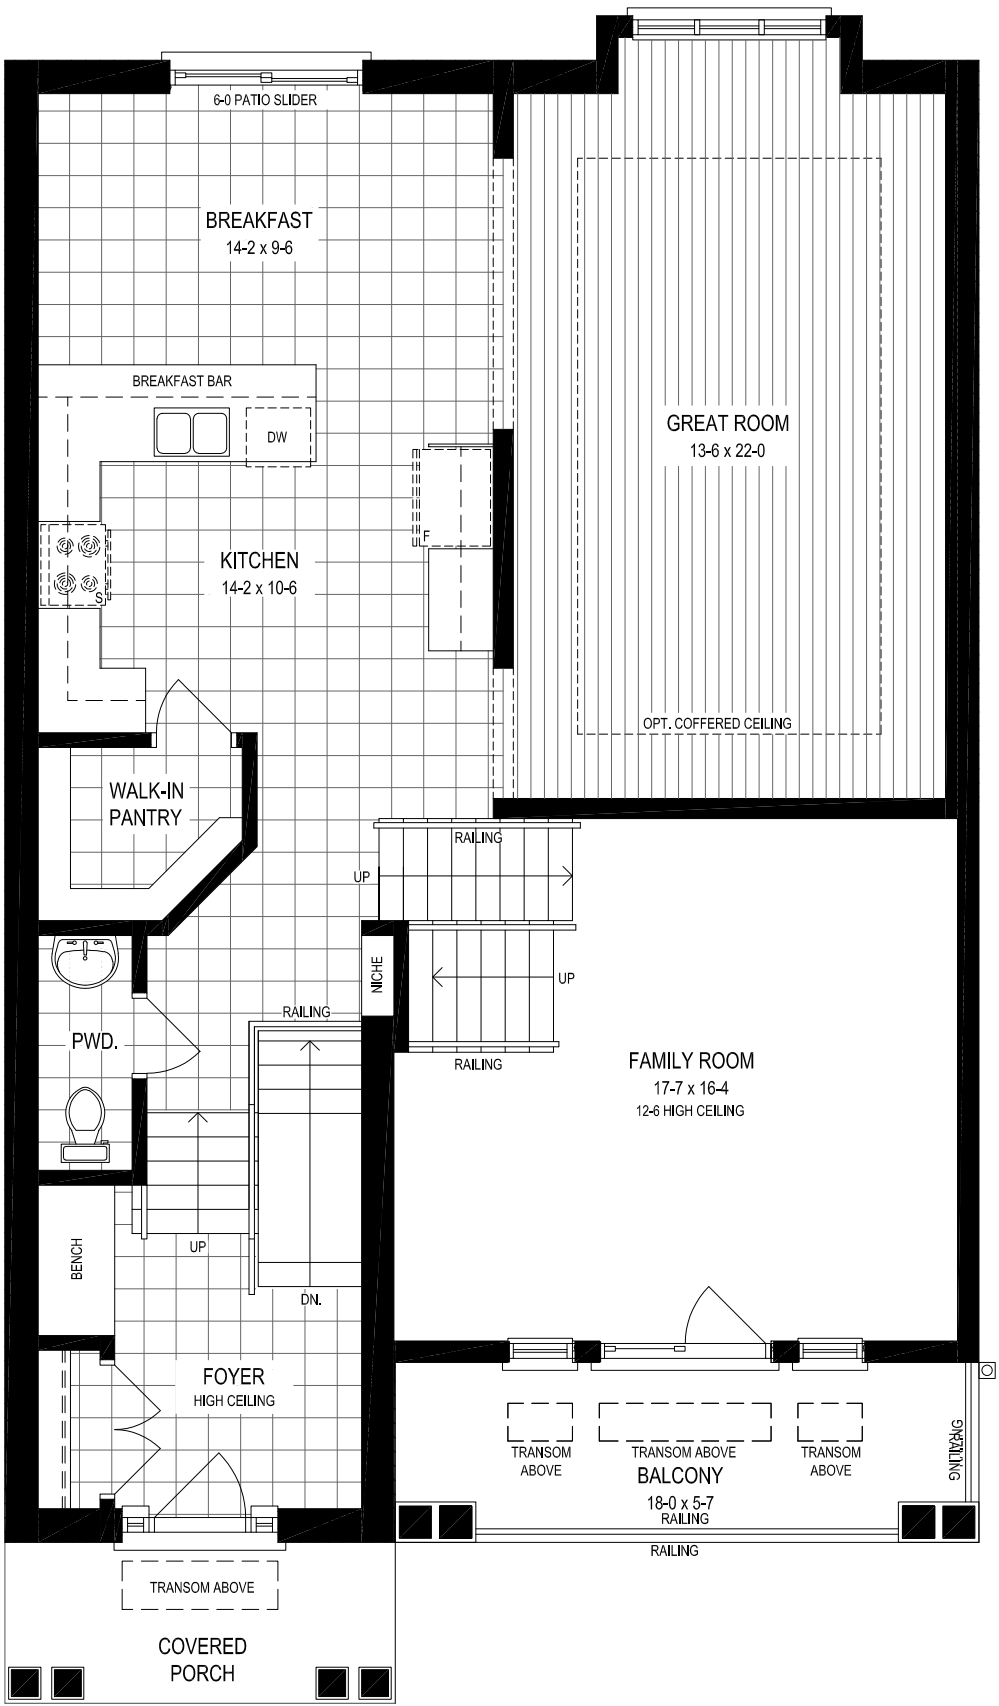 6-0 PATIO SLIDER
BREAKFAST
14-2 x 9-6
BREAKFAST BAR
DW
GREAT ROOM
13-6 x 22-0
F
KITCHEN
14-2 x 10-6
S
OPT. COFFERED CEILING
WALK-IN
PANTRY
RAILING
UP
NICHE
UP
RAILING
PWD.
RAILING
FAMILY ROOM
17-7 x 16-4
12-6 HIGH CEILING
BENCH
UP
DN.
FOYER
HIGH CEILING
TRANSOM
ABOVE
TRANSOM ABOVE
TRANSOM
ABOVE
BALCONY
18-0 x 5-7
RAILING
RAILING
RAILING
TRANSOM ABOVE
COVERED
PORCH